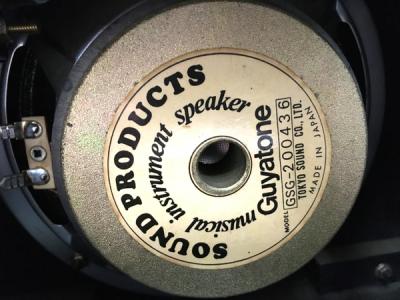 SOUND PRODUCTS
musical instrument speaker
Guyatone
MODEL GSG-200436
TOKYO SOUND CO., LTD.
MADE IN JAPAN